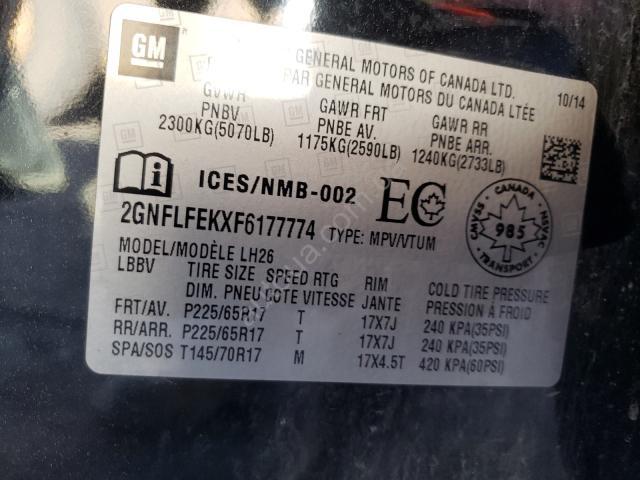 GM
GENERAL MOTORS OF CANADA LTD.
PAR GENERAL MOTORS DU CANADA LTÉE
10/14
GVWR
PNBV
2300KG(5070LB)
GAWR FRT
PNBE AV.
1175KG(2590LB)
GAWR RR
PNBE ARR.
1240KG(2733LB)
ICES/NMB-002
EC
2GNFLFEKXF6177774 TYPE: MPV/VTUM
CANADA
CMVSS
985
NSVAC
TRANSPORT
MODEL/MODÈLE LH26
LBBV TIRE SIZE SPEED RTG RIM COLD TIRE PRESSURE
DIM. PNEU COTE VITESSE JANTE PRESSION À FROID
FRT/AV. P225/65R17 T 17X7J 240 KPA(35PSI)
RR/ARR. P225/65R17 T 17X7J 240 KPA(35PSI)
SPA/SOS T145/70R17 M 17X4.5T 420 KPA(60PSI)